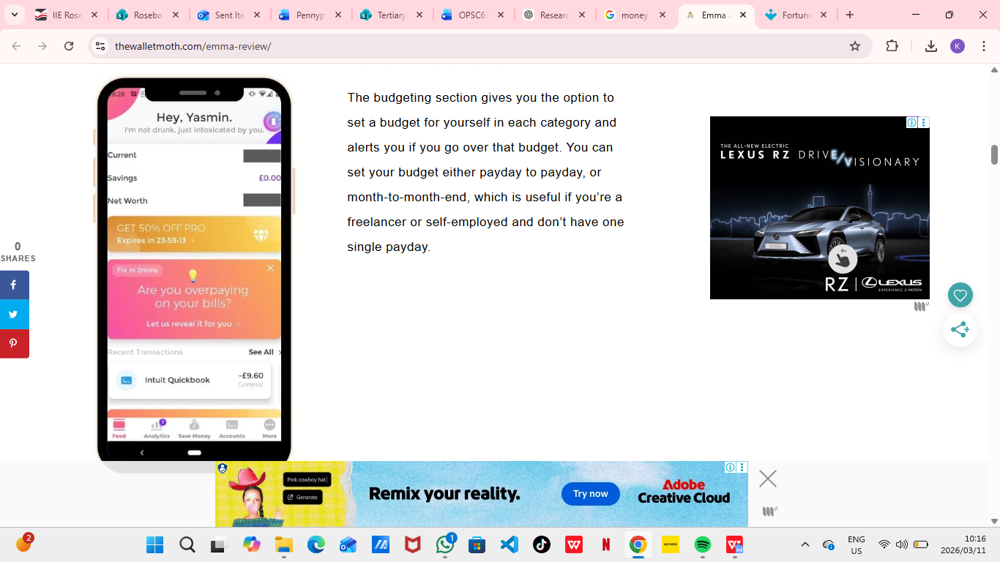 IIE Rose
Roseba
Sent Ite
Pennyp
Tertiary
OPSC63
Researc
money
Emma
Fortune
thewalletmoth.com/emma-review/
K
8:28
Hey, Yasmin.
I'm not drunk, just intoxicated by you.
Current
Savings £0.00
Net Worth
GET 50% OFF PRO
Expires in 23:59:13 >
Fix in 2mins
Are you overpaying
on your bills?
Let us reveal it for you >
Recent Transactions See All >
Intuit Quickbook -£9.60
General
1
Feed Analytics Save Money Accounts More
The budgeting section gives you the option to
set a budget for yourself in each category and
alerts you if you go over that budget. You can
set your budget either payday to payday, or
month-to-month-end, which is useful if you’re a
freelancer or self-employed and don’t have one
single payday.
0
SHARES
THE ALL-NEW ELECTRIC
LEXUS RZ DRIVE/VISIONARY
RZ | LEXUS
EXPERIENCE E-MOTION
Pink cowboy hat
Generate
Remix your reality.
Try now
Adobe
Creative Cloud
2
1
exness
ENG
US
10:16
2026/03/11